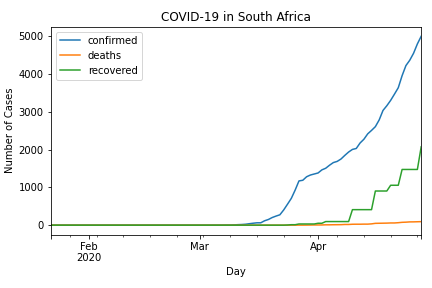 COVID-19 in South Africa
confirmed
deaths
recovered
Number of Cases
5000
4000
3000
2000
1000
0
Feb
2020
Mar
Apr
Day